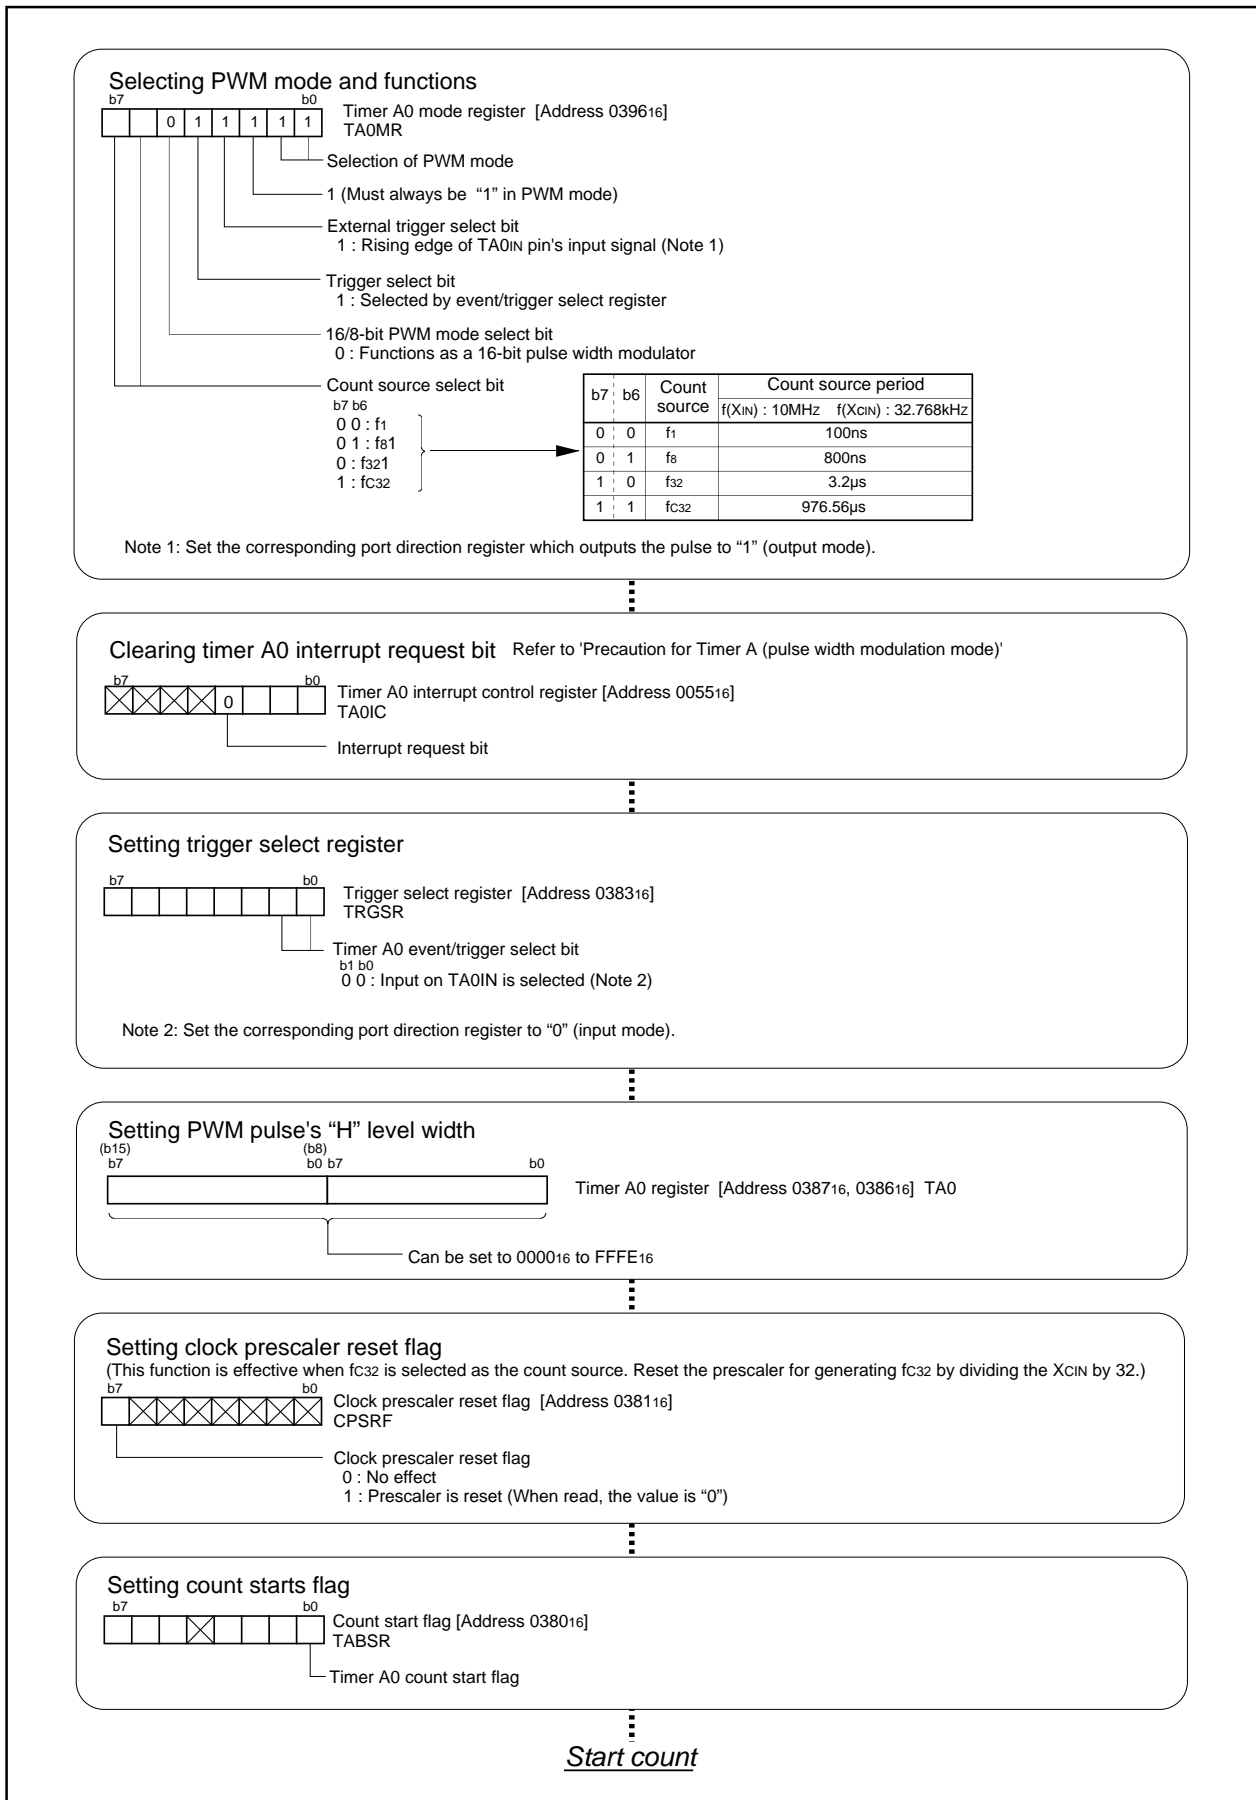 Selecting PWM mode and functions
b7 b0
0 1 1 1 1 1
Timer A0 mode register [Address 039616]
TA0MR
Selection of PWM mode
1 (Must always be “1” in PWM mode)
External trigger select bit
1 : Rising edge of TA0IN pin's input signal (Note 1)
Trigger select bit
1 : Selected by event/trigger select register
16/8-bit PWM mode select bit
0 : Functions as a 16-bit pulse width modulator
Count source select bit
b7 b6
0 0 : f1
0 1 : f81
0 : f321
1 : fC32
b7 b6 Count source Count source period
f(XIN) : 10MHz f(XCIN) : 32.768kHz
0 0 f1 100ns
0 1 f8 800ns
1 0 f32 3.2µs
1 1 fC32 976.56µs
Note 1: Set the corresponding port direction register which outputs the pulse to “1” (output mode).
Clearing timer A0 interrupt request bit Refer to 'Precaution for Timer A (pulse width modulation mode)'
b7 b0
0
Timer A0 interrupt control register [Address 005516]
TA0IC
Interrupt request bit
Setting trigger select register
b7 b0
Trigger select register [Address 038316]
TRGSR
Timer A0 event/trigger select bit
b1 b0
0 0 : Input on TA0IN is selected (Note 2)
Note 2: Set the corresponding port direction register to “0” (input mode).
Setting PWM pulse's “H” level width
(b15) (b8)
b7 b0 b7 b0
Timer A0 register [Address 038716, 038616] TA0
Can be set to 000016 to FFFE16
Setting clock prescaler reset flag
(This function is effective when fC32 is selected as the count source. Reset the prescaler for generating fC32 by dividing the XCIN by 32.)
b7 b0
Clock prescaler reset flag [Address 038116]
CPSRF
Clock prescaler reset flag
0 : No effect
1 : Prescaler is reset (When read, the value is “0”)
Setting count starts flag
b7 b0
Count start flag [Address 038016]
TABSR
Timer A0 count start flag
Start count